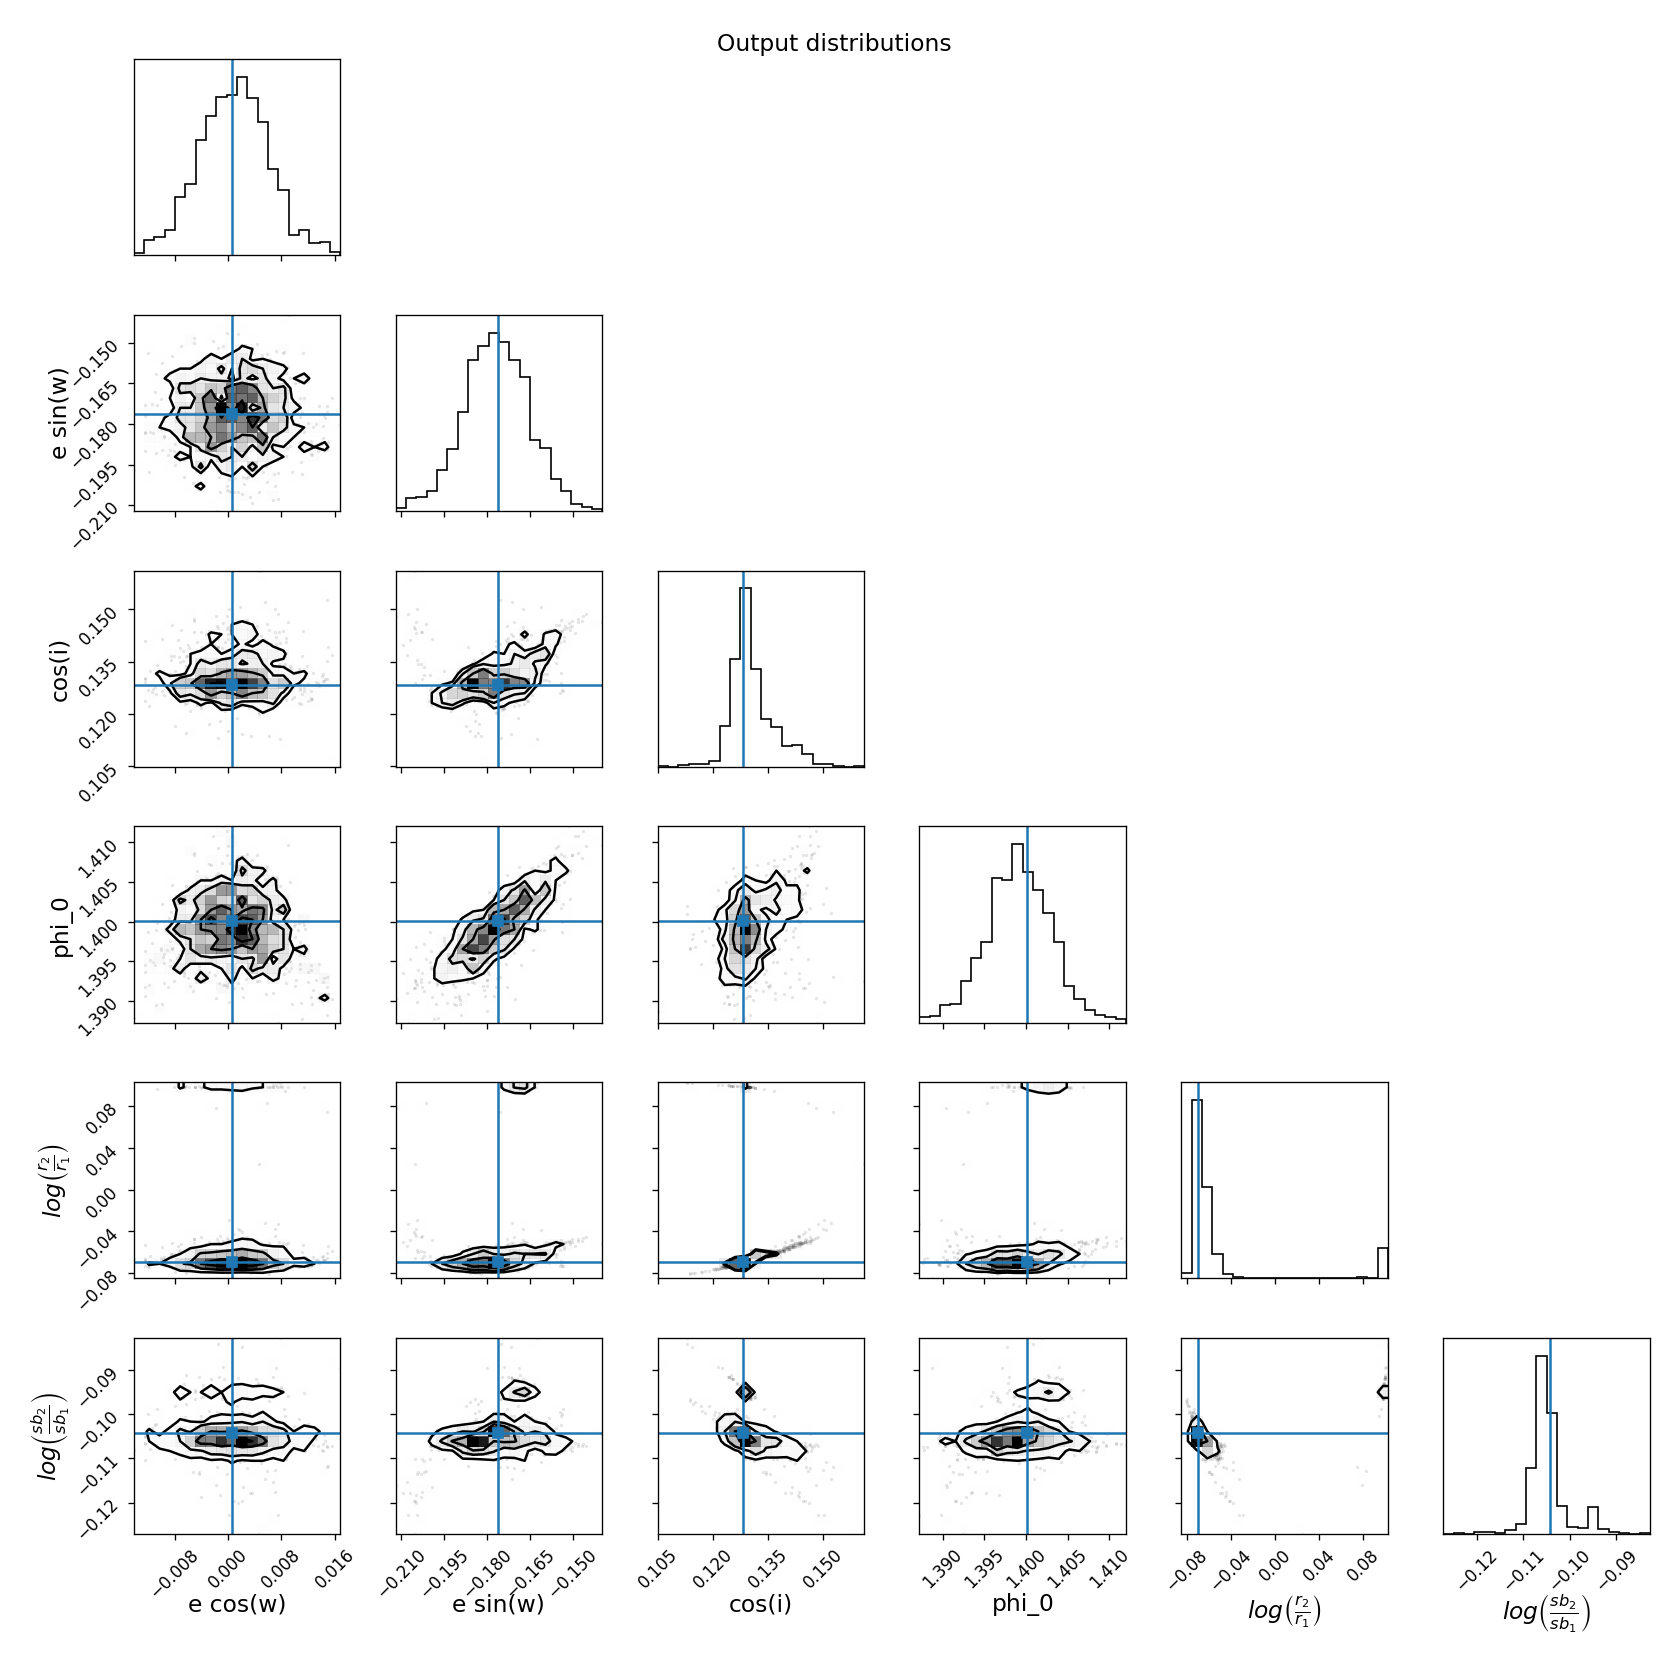 Output distributions
e sin(w)
−0.150
−0.165
−0.180
−0.195
−0.210
cos(i)
0.150
0.135
0.120
0.105
phi_0
1.410
1.405
1.400
1.395
1.390
log(r2/r1)
0.08
0.04
0.00
−0.04
−0.08
log(sb2/sb1)
−0.09
−0.10
−0.11
−0.12
−0.008 0.000 0.008 0.016
−0.210 −0.195 −0.180 −0.165 −0.150
0.105 0.120 0.135 0.150
1.390 1.395 1.400 1.405 1.410
−0.08 −0.04 0.00 0.04 0.08
−0.12 −0.11 −0.10 −0.09
e cos(w)
e sin(w)
cos(i)
phi_0
log(r2/r1)
log(sb2/sb1)